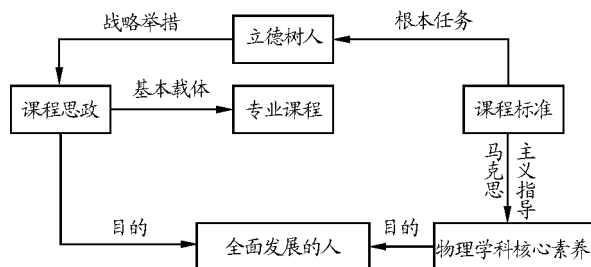 战略举措
立德树人
根本任务
课程思政
基本载体
专业课程
课程标准
马克思
主义指导
目的
全面发展的人
目的
物理学科核心素养